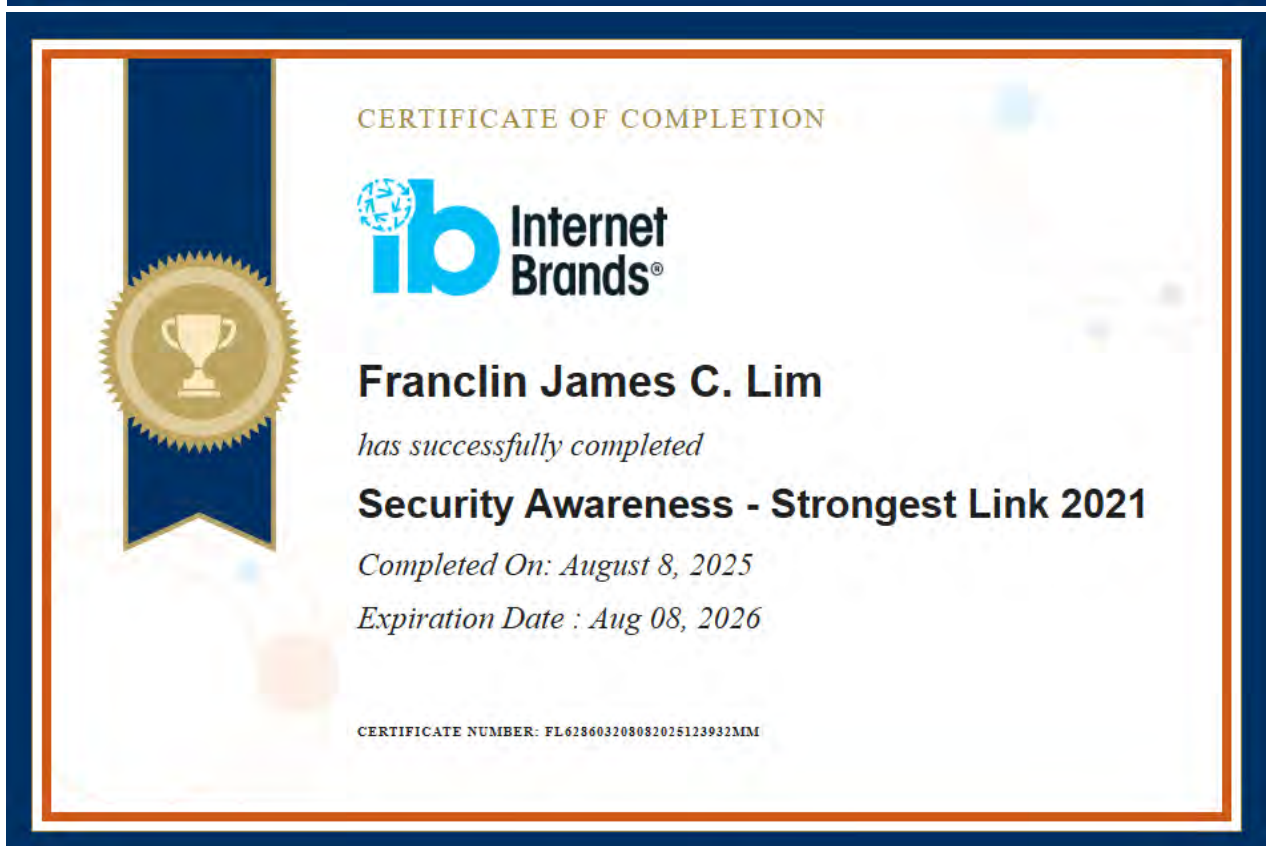 CERTIFICATE OF COMPLETION
ib Internet
Brands®
Franclin James C. Lim
has successfully completed
Security Awareness - Strongest Link 2021
Completed On: August 8, 2025
Expiration Date : Aug 08, 2026
CERTIFICATE NUMBER: FL628603208082025123932MM